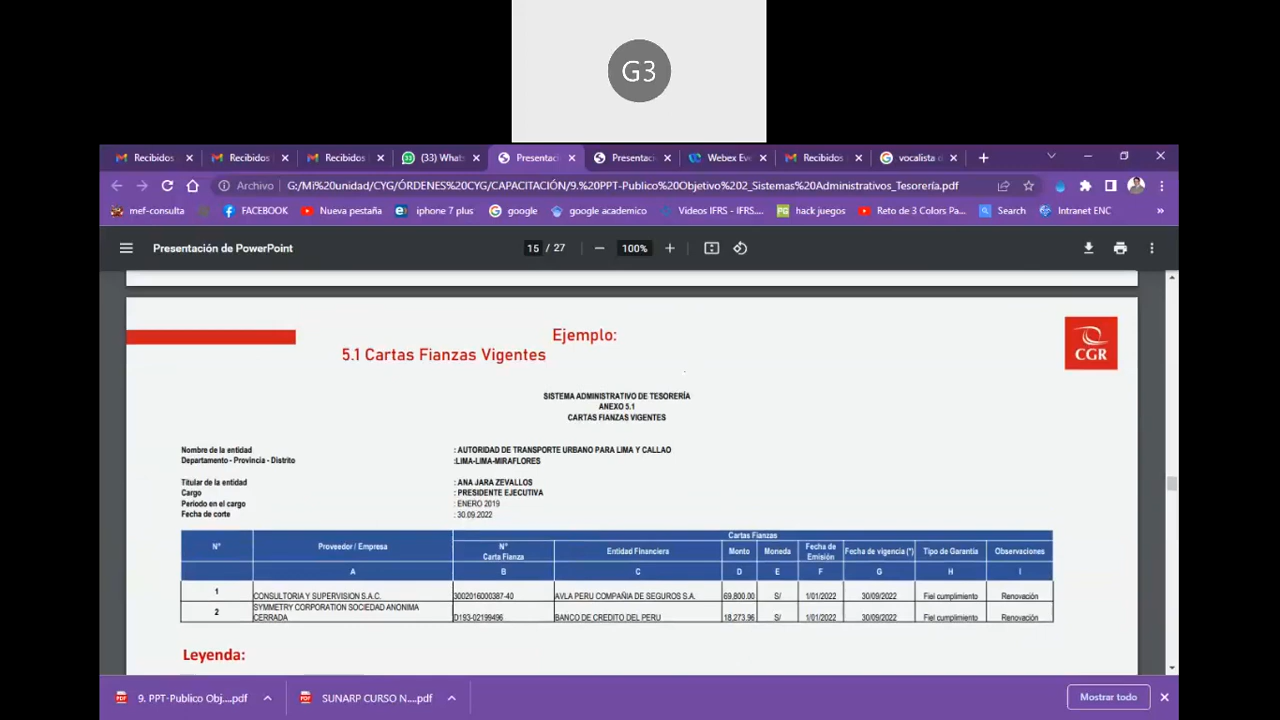 G3
Recibidos
Recibidos
Recibidos
(33) Whats
Presentaci
Presentaci
Webex Eve
Recibidos
vocalista d
Archivo
G:/Mi%20unidad/CYG/ÓRDENES%20CYG/CAPACITACIÓN/9.%20PPT-Publico%20Objetivo%202_Sistemas%20Administrativos_Tesorería.pdf
mef-consulta
FACEBOOK
Nueva pestaña
iphone 7 plus
google
google academico
Videos IFRS - IFRS....
hack juegos
Reto de 3 Colors Pa...
Search
Intranet ENC
»
Presentación de PowerPoint
15 / 27
100%
Ejemplo:
5.1 Cartas Fianzas Vigentes
CGR
SISTEMA ADMINISTRATIVO DE TESORERÍA
ANEXO 5.1
CARTAS FIANZAS VIGENTES
Nombre de la entidad : AUTORIDAD DE TRANSPORTE URBANO PARA LIMA Y CALLAO
Departamento - Provincia - Distrito :LIMA-LIMA-MIRAFLORES
Titular de la entidad : ANA JARA ZEVALLOS
Cargo : PRESIDENTE EJECUTIVA
Periodo en el cargo : ENERO 2019
Fecha de corte : 30.09.2022
Cartas Fianzas
N° Proveedor / Empresa N° Carta Fianza Entidad Financiera Monto Moneda Fecha de Emisión Fecha de vigencia (*) Tipo de Garantía Observaciones
A B C D E F G H I
1 CONSULTORIA Y SUPERVISION S.A.C. 3002016000387-40 AVLA PERU COMPAÑIA DE SEGUROS S.A. 69,800.00 S/ 1/01/2022 30/09/2022 Fiel cumplimiento Renovación
2 SYMMETRY CORPORATION SOCIEDAD ANONIMA CERRADA D193-02199496 BANCO DE CREDITO DEL PERU 18,273.96 S/ 1/01/2022 30/09/2022 Fiel cumplimiento Renovación
Leyenda:
9. PPT-Publico Obj....pdf
SUNARP CURSO N....pdf
Mostrar todo